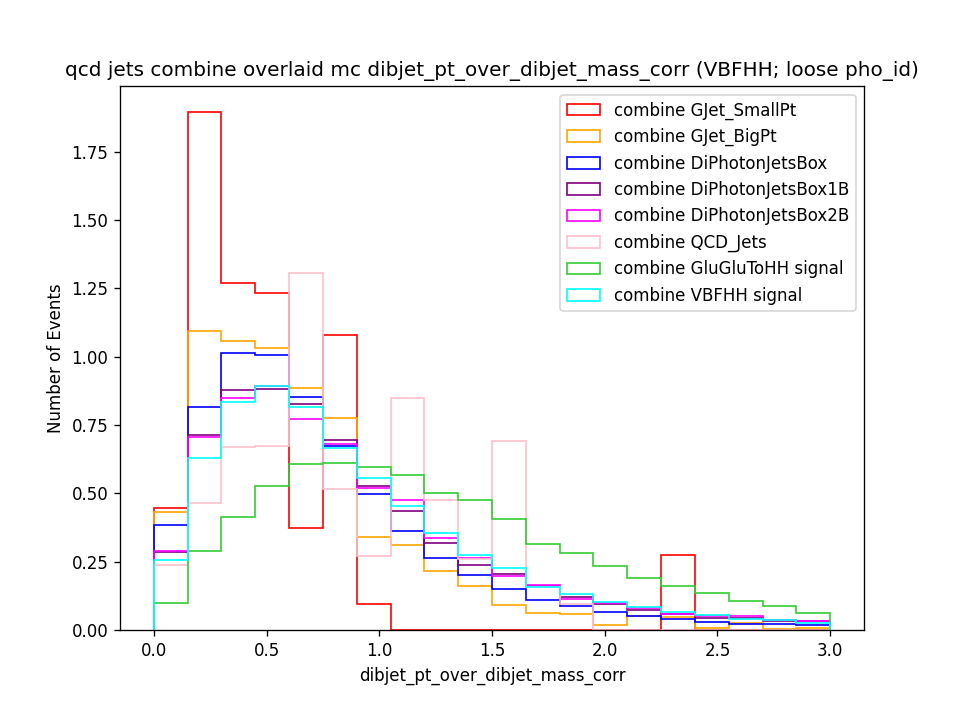 qcd jets combine overlaid mc dibjet_pt_over_dibjet_mass_corr (VBFHH; loose pho_id)
combine GJet_SmallPt
combine GJet_BigPt
combine DiPhotonJetsBox
combine DiPhotonJetsBox1B
combine DiPhotonJetsBox2B
combine QCD_Jets
combine GluGluToHH signal
combine VBFHH signal
Number of Events
1.75
1.50
1.25
1.00
0.75
0.50
0.25
0.00
0.0 0.5 1.0 1.5 2.0 2.5 3.0
dibjet_pt_over_dibjet_mass_corr